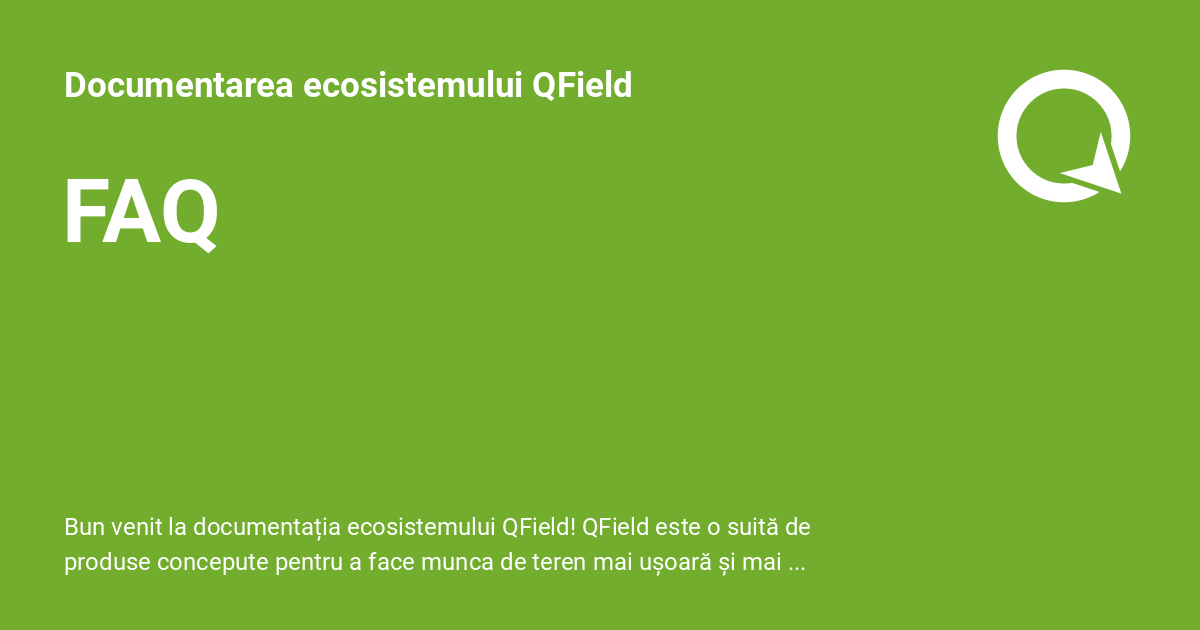 Documentarea ecosistemului QField
FAQ
Bun venit la documentația ecosistemului QField! QField este o suită de
produse concepute pentru a face munca de teren mai ușoară și mai ...